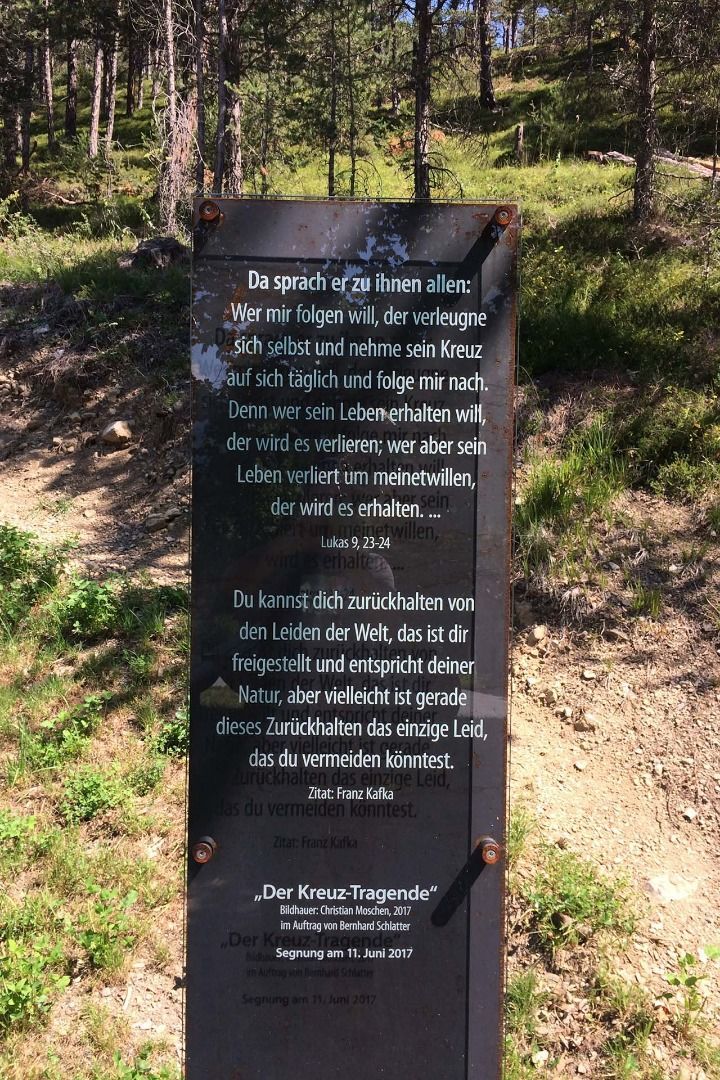 Da sprach er zu ihnen allen:
Wer mir folgen will, der verleugne
sich selbst und nehme sein Kreuz
auf sich täglich und folge mir nach.
Denn wer sein Leben erhalten will,
der wird es verlieren; wer aber sein
Leben verliert um meinetwillen,
der wird es erhalten. ...
Lukas 9, 23-24
Du kannst dich zurückhalten von
den Leiden der Welt, das ist dir
freigestellt und entspricht deiner
Natur, aber vielleicht ist gerade
dieses Zurückhalten das einzige Leid,
das du vermeiden könntest.
Zitat: Franz Kafka
„Der Kreuz-Tragende“
Bildhauer: Christian Moschen, 2017
im Auftrag von Bernhard Schlatter
Segnung am 11. Juni 2017